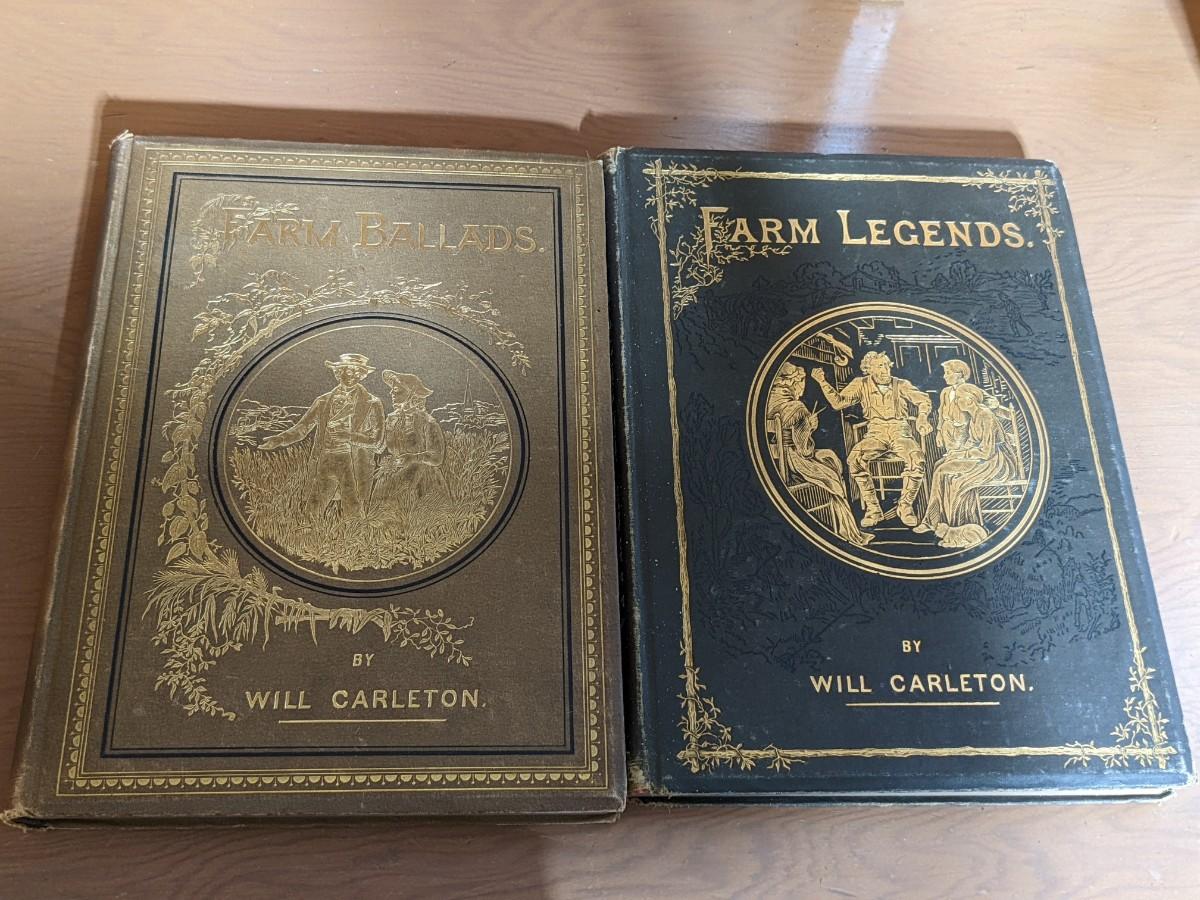 FARM BALLADS.
BY
WILL CARLETON.
FARM LEGENDS.
BY
WILL CARLETON.